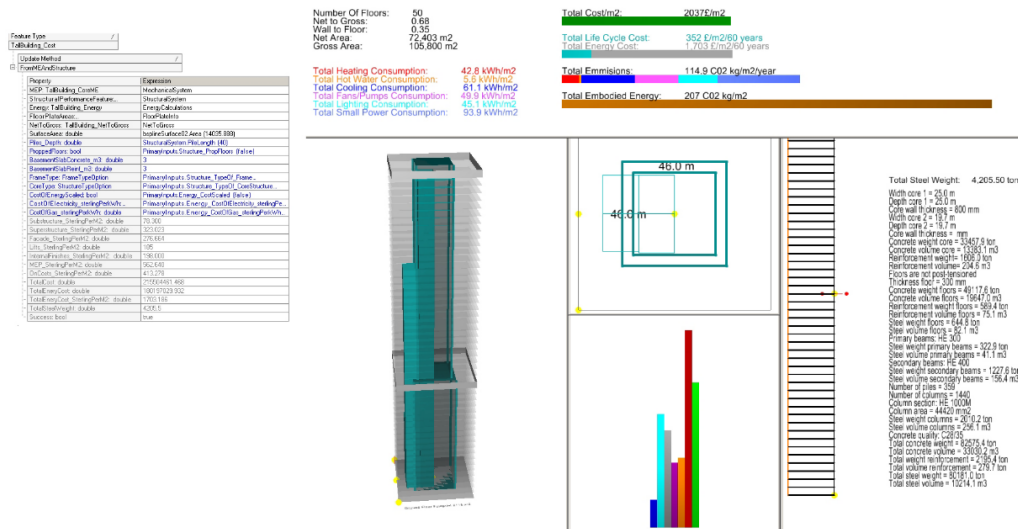 Feature Type
TallBuilding_Cost
Update Method
FromMEAndStructure
Property Expression
MEP: TallBuilding_CostME MechanicalSystem
StructuralPerformanceFeature... StructuralSystem
Energy: TallBuilding_Energy EnergyCalculations
FloorPlateAreas... FloorPlateInfo
NetToGross: TallBuilding_NetToGross NetToGross
SurfaceArea: double bsplineSurface02.Area {14035.880}
Piles_Depth: double StructuralSystem.PileLength {40}
ProppedFloors: bool PrimaryInputs.Structure_PropFloors {false}
BasementSlabConcrete_m3: double 3
BasementSlabReinf_m3: double 3
FrameType: FrameTypeOption PrimaryInputs.Structure_TypeOf_Frame...
CoreType: StructureTypeOption PrimaryInputs.Structure_TypeOf_CoreStructure...
CostOfEnergyScaled: bool PrimaryInputs.Energy_CostScaled {false}
CostOfElectricity_sterlingPerkWh... PrimaryInputs.Energy_CostOfElectricity_sterlingPe...
CostOfGas_sterlingPerkWh: double PrimaryInputs.Energy_CostOfGas_sterlingPerkWh...
Substructure_SterlingPerM2: double 78.300
Superstructure_SterlingPerM2: double 323.023
Facade_SterlingPerM2: double 276.664
Lifts_SterlingPerM2: double 185
InternalFinishes_SterlingPerM2: double 198.000
MEP_SterlingPerM2: double 562.648
OnCosts_SterlingPerM2: double 413.278
TotalCost: double 215504461.468
TotalEneryCost: double 180197029.932
TotalEneryCost_SterlingPerM2: double 1703.186
TotalSteelWeight: double 4205.5
Success: bool true
Number Of Floors: 50
Net to Gross: 0.68
Wall to Floor: 0.35
Net Area: 72,403 m2
Gross Area: 105,800 m2
Total Heating Consumption: 42.8 kWh/m2
Total Hot Water Consumption: 5.6 kWh/m2
Total Cooling Consumption: 61.1 kWh/m2
Total Fans/Pumps Consumption: 49.9 kWh/m2
Total Lighting Consumption: 45.1 kWh/m2
Total Small Power Consumption: 93.9 kWh/m2
Total Cost/m2: 2037£/m2
Total Life Cycle Cost: 352 £/m2/60 years
Total Energy Cost: 1,703 £/m2/60 years
Total Emmisions: 114.9 C02 kg/m2/year
Total Embodied Energy: 207 C02 kg/m2
46.0 m
46.0 m
Total Steel Weight: 4,205.50 ton
Width core 1 = 25.0 m
Depth core 1 = 25.0 m
Core wall thickness = 800 mm
Width core 2 = 19.7 m
Depth core 2 = 19.7 m
Core wall thickness = mm
Concrete weight core = 33457.9 ton
Concrete volume core = 13383.1 m3
Reinforcement weight= 1606.0 ton
Reinforcement volume= 204.6 m3
Floors are not post-tensioned
Thickness floor = 300 mm
Concrete weight floors = 49117.6 ton
Concrete volume floors = 19647.0 m3
Reinforcement weight floors = 589.4 ton
Reinforcement volume floors = 75.1 m3
Steel weight floors = 644.8 ton
Steel volume floors = 82.1 m3
Primary beams: HE 300
Steel weight primary beams = 322.9 ton
Steel volume primary beams = 41.1 m3
Secondary beams: HE 400
Steel weight secondary beams = 1227.6 ton
Steel volume secondary beams = 156.4 m3
Number of piles = 359
Number of columns = 1440
Column section: HE 1000M
Column area = 44420 mm2
Steel weight columns = 2010.2 ton
Steel volume columns = 256.1 m3
Concrete quality: C28/35
Total concrete weight = 82575.4 ton
Total concrete volume = 33030.2 m3
Total weight reinforcement = 2195.4 ton
Total volume reinforcement = 279.7 m3
Total steel weight = 80181.0 ton
Total steel volume = 10214.1 m3